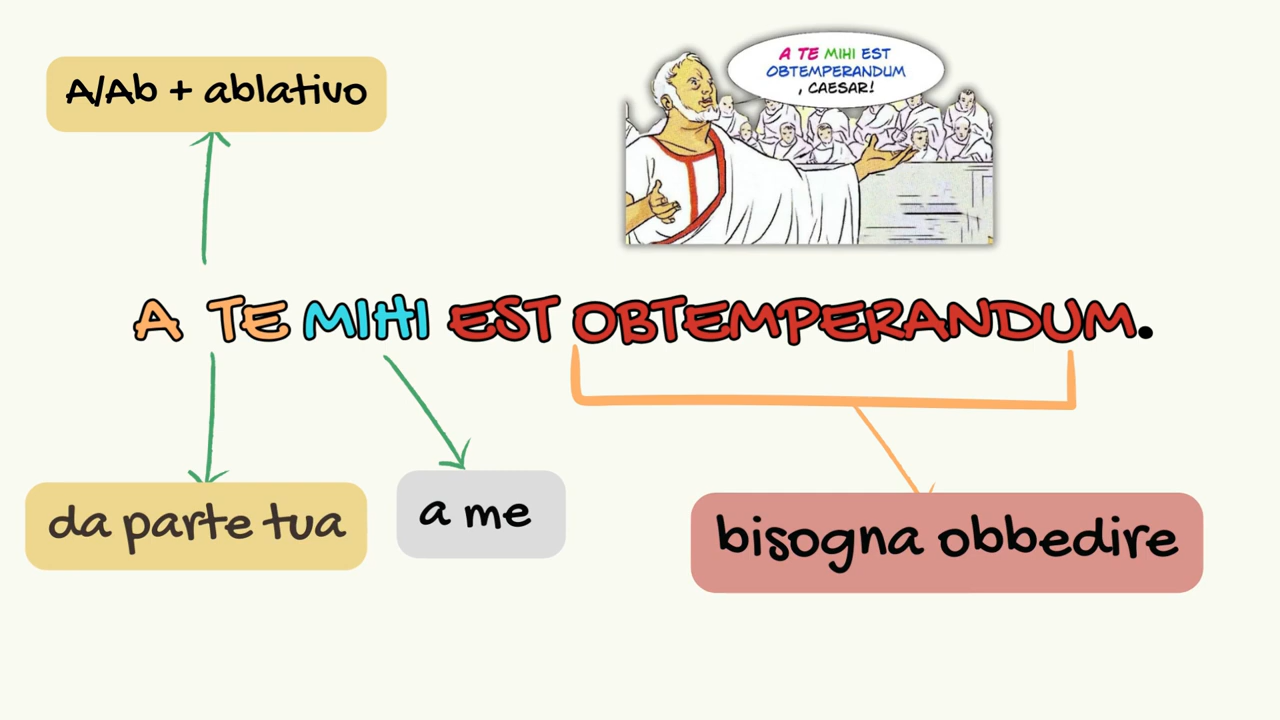 A/Ab + ablativo
A TE MIHI EST
OBTEMPERANDUM
, CAESAR!
A TE MIHI EST OBTEMPERANDUM.
da parte tua
a me
bisogna obbedire